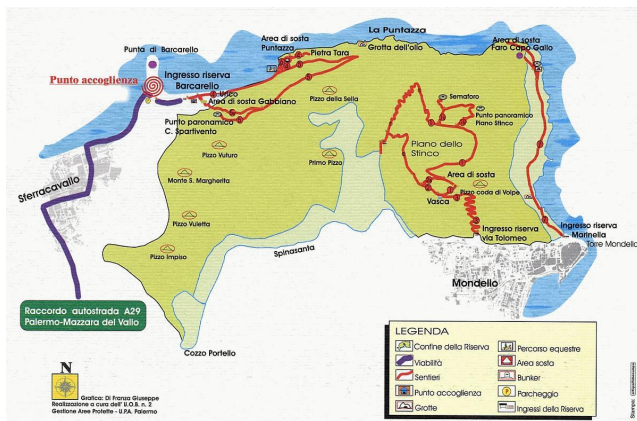 La Puntazza
Area di sosta
Faro Capo Gallo
Area di sosta
Puntazza
Pietra Tara
Grotta dell'olio
Punta di Barcarello
Punto accoglienza
Ingresso riserva
Barcarello
Area di sosta Gabbiano
Pizzo della Sella
Semaforo
Punto panoramico
Piano Stinco
Punto paronamico
C. Spartivento
Pizzo Vuturo
Primo Pizzo
Piano dello
Stinco
Area di sosta
Pizzo coda di Volpe
Vasca
Sferracavallo
Monte S. Margherita
Pizzo Vuletta
Pizzo Impiso
Spinasanta
Ingresso riserva
via Tolomeo
Ingresso riserva
Marinella
Torre Mondello
Mondello
Raccordo autostrada A29
Palermo-Mazzara del Vallo
Cozzo Portello
N
Grafica: Di Franza Giuseppe
Realizzazione a cura dell' U.O.B. n. 2
Gestione Aree Protette - U.P.A. Palermo
LEGENDA
Confine della Riserva
Percorso equestre
Viabilità
Area sosta
Sentieri
Bunker
Punto accoglienza
P
Parcheggio
Grotte
Ingressi della Riserva
Stampa: